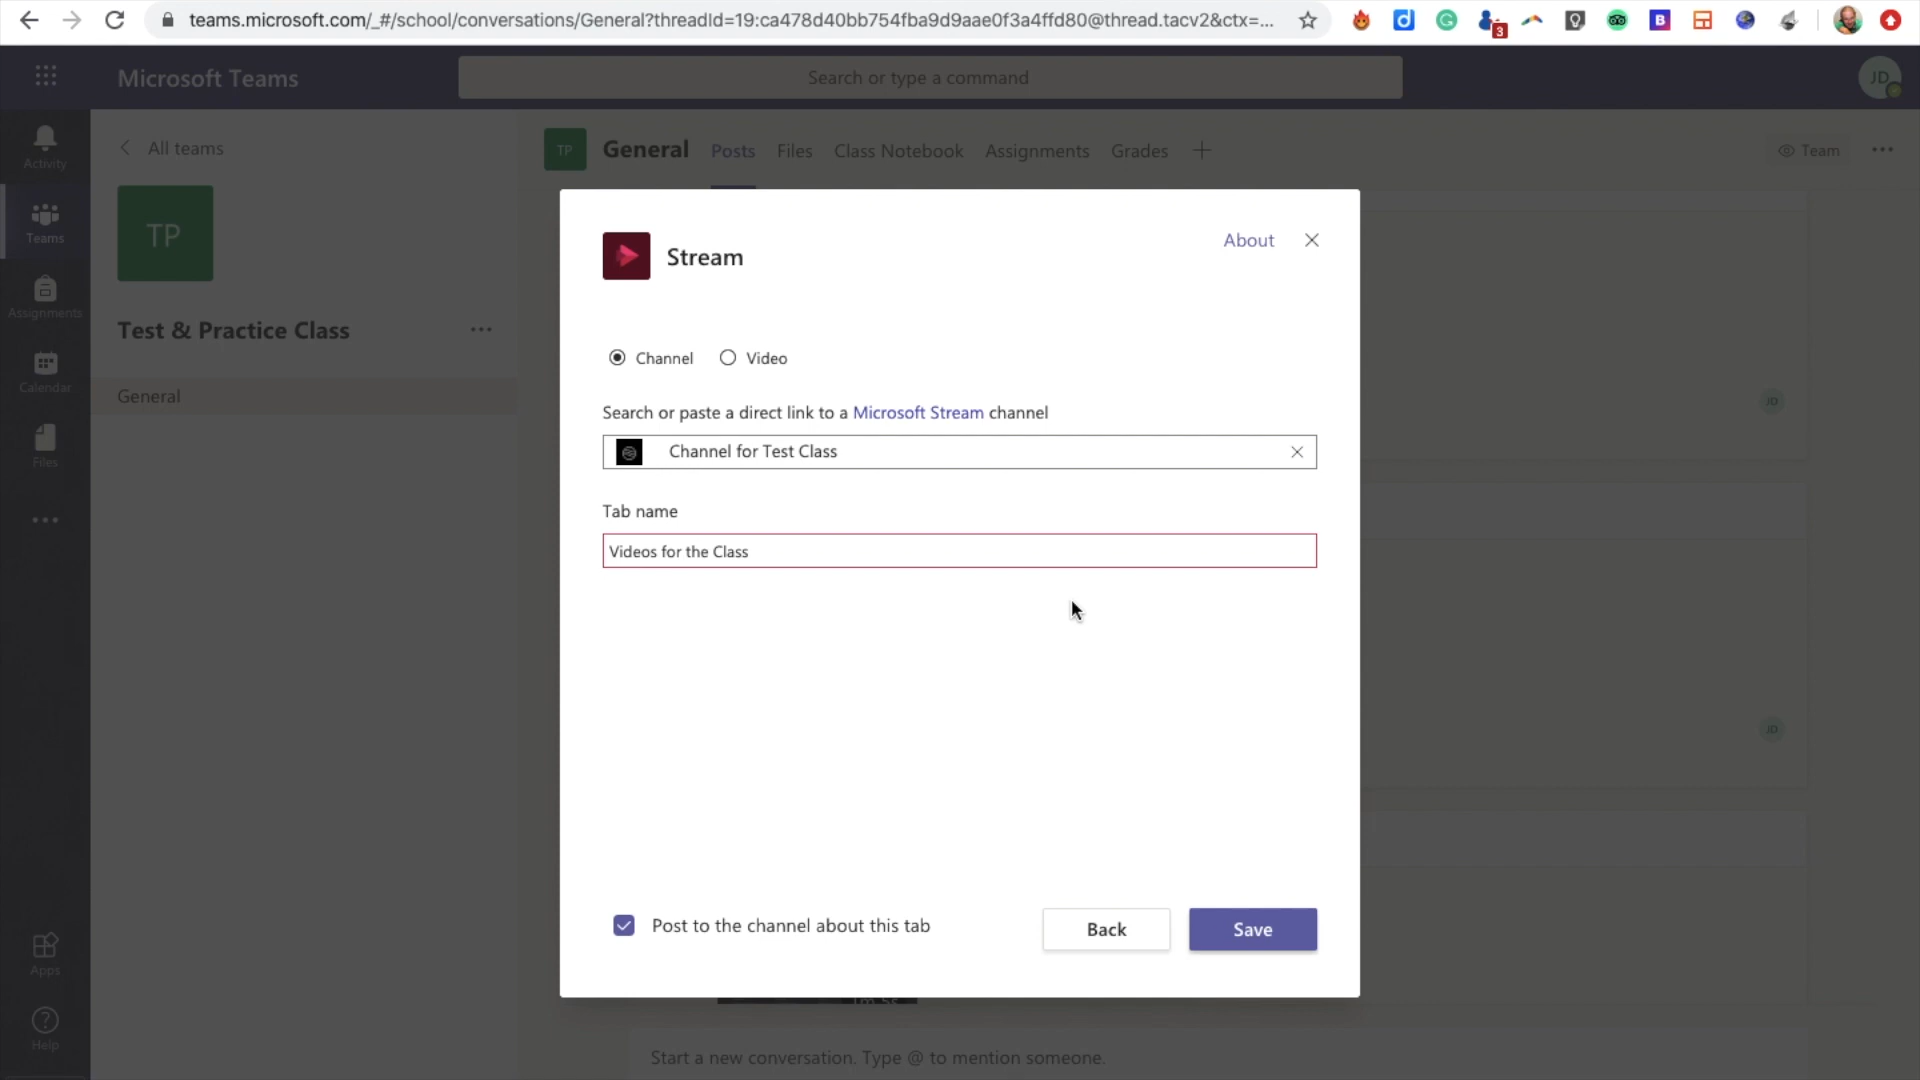 teams.microsoft.com/_#/school/conversations/General?threadId=19:ca478d40bb754fba9d9aae0f3a4ffd80@thread.tacv2&ctx=...
3
Microsoft Teams
Search or type a command
JD
Activity
Teams
Assignments
Calendar
Files
Apps
Help
All teams
TP
Test & Practice Class
General
TP
General
Posts
Files
Class Notebook
Assignments
Grades
Team
Stream
About
Channel
Video
Search or paste a direct link to a Microsoft Stream channel
Channel for Test Class
Tab name
Videos for the Class
Post to the channel about this tab
Back
Save
JD
JD
Start a new conversation. Type @ to mention someone.